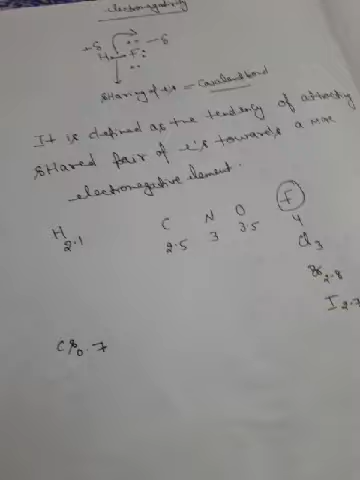 electronegativity
+δ -δ
H F:
sharing of e's = Covalent bond
It is defined as the tendency of attracting
shared pair of e's towards a more
electronegative element.
H C N O F
2.1 2.5 3 3.5 4
Cl 3
Br 2.8
I 2.7
Cs 0.7